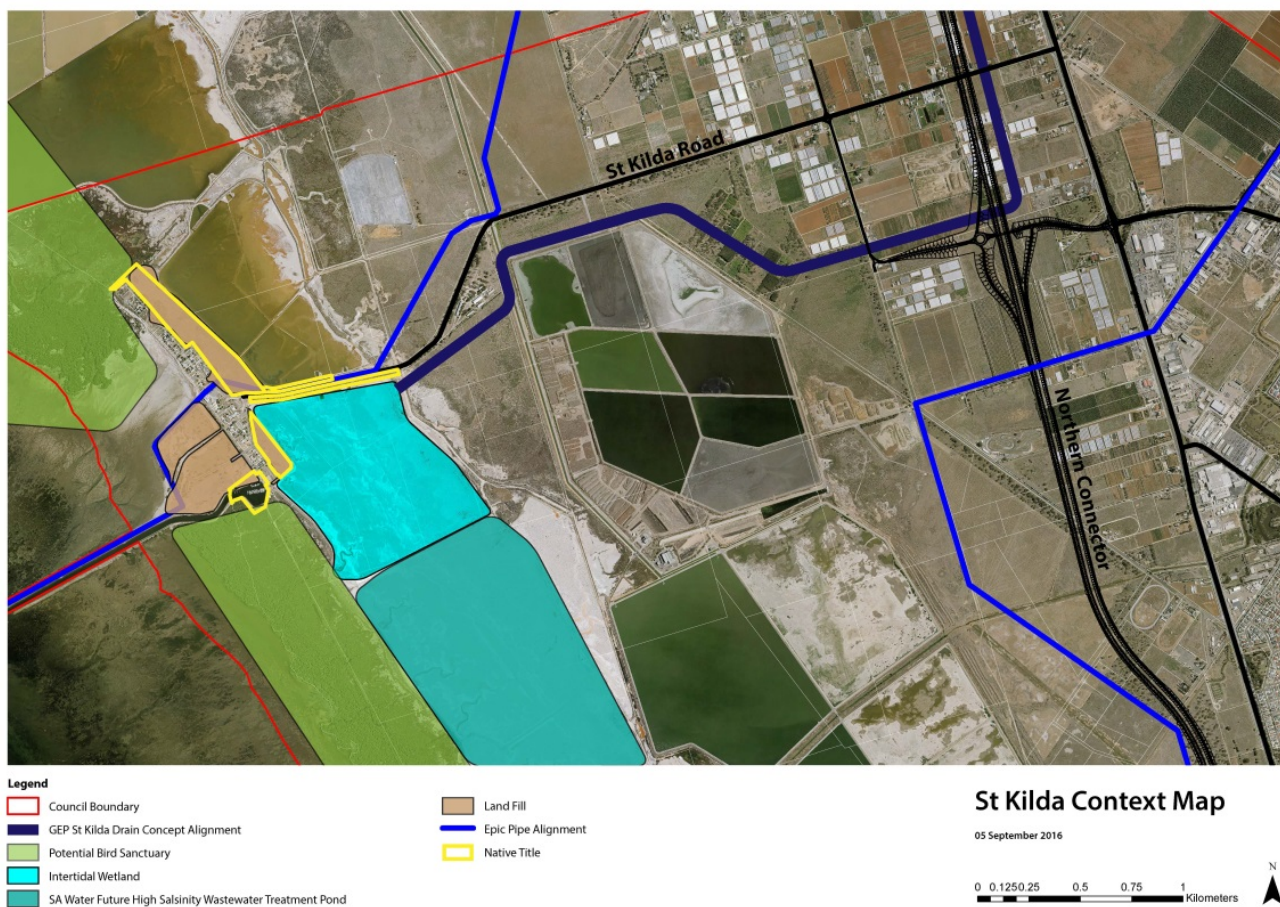 St Kilda Road
Northern Connector
Legend
Council Boundary
GEP St Kilda Drain Concept Alignment
Potential Bird Sanctuary
Intertidal Wetland
SA Water Future High Salsinity Wastewater Treatment Pond
Land Fill
Epic Pipe Alignment
Native Title
St Kilda Context Map
05 September 2016
N
0 0.1250.25 0.5 0.75 1
Kilometers